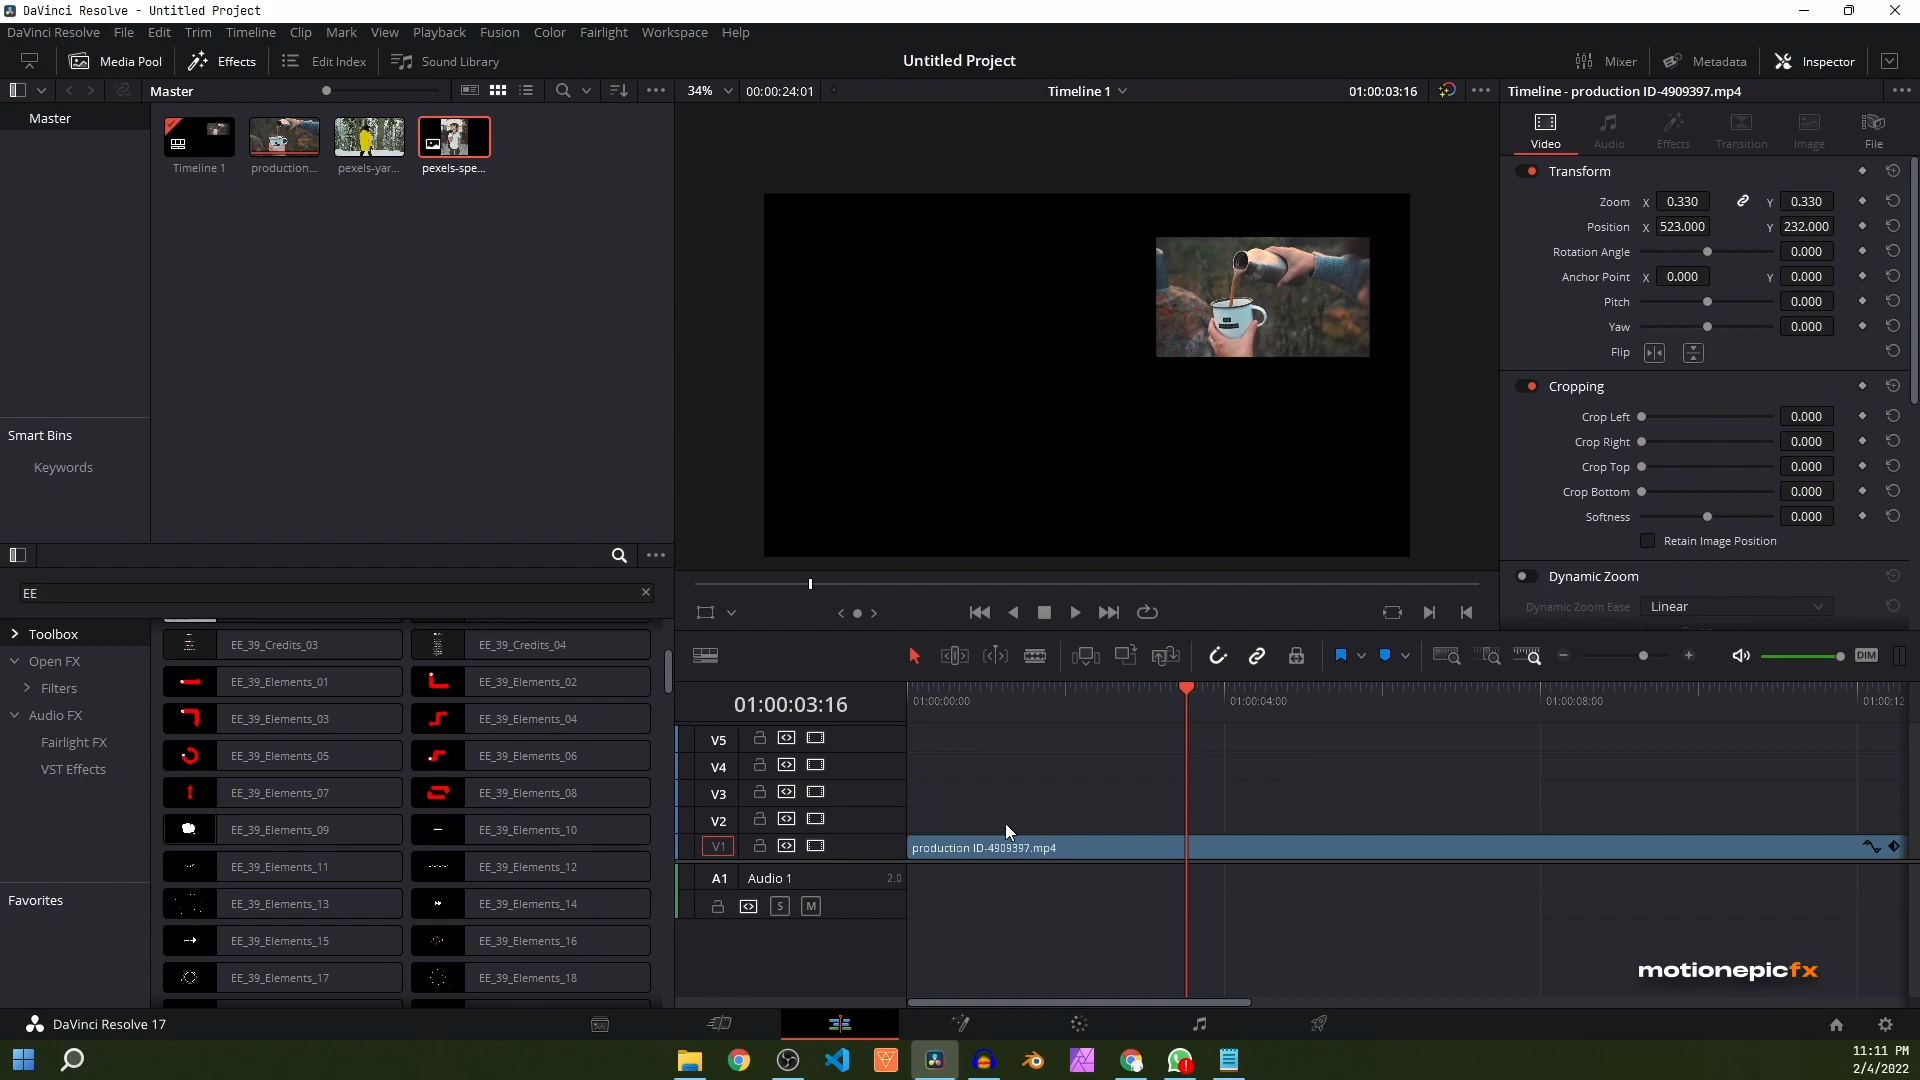 DaVinci Resolve - Untitled Project
DaVinci Resolve File Edit Trim Timeline Clip Mark View Playback Fusion Color Fairlight Workspace Help
Media Pool Effects Edit Index Sound Library Untitled Project Mixer Metadata Inspector
Master 34% 00:00:24:01 Timeline 1 01:00:03:16 Timeline - production ID-4909397.mp4
Master
Timeline 1 production... pexels-yar... pexels-spe...
Video Audio Effects Transition Image File
Transform
Zoom X 0.330 Y 0.330
Position X 523.000 Y 232.000
Rotation Angle 0.000
Anchor Point X 0.000 Y 0.000
Pitch 0.000
Yaw 0.000
Flip
Cropping
Crop Left 0.000
Crop Right 0.000
Crop Top 0.000
Crop Bottom 0.000
Softness 0.000
Retain Image Position
Dynamic Zoom
Dynamic Zoom Ease Linear
Smart Bins
Keywords
EE
Toolbox
Open FX
Filters
Audio FX
Fairlight FX
VST Effects
Favorites
EE_39_Credits_03 EE_39_Credits_04
EE_39_Elements_01 EE_39_Elements_02
EE_39_Elements_03 EE_39_Elements_04
EE_39_Elements_05 EE_39_Elements_06
EE_39_Elements_07 EE_39_Elements_08
EE_39_Elements_09 EE_39_Elements_10
EE_39_Elements_11 EE_39_Elements_12
EE_39_Elements_13 EE_39_Elements_14
EE_39_Elements_15 EE_39_Elements_16
EE_39_Elements_17 EE_39_Elements_18
DIM
01:00:03:16 01:00:00:00 01:00:04:00 01:00:08:00 01:00:12
V5
V4
V3
V2
V1 production ID-4909397.mp4
A1 Audio 1 2.0
S M
motionepicfx
DaVinci Resolve 17
11:11 PM
2/4/2022